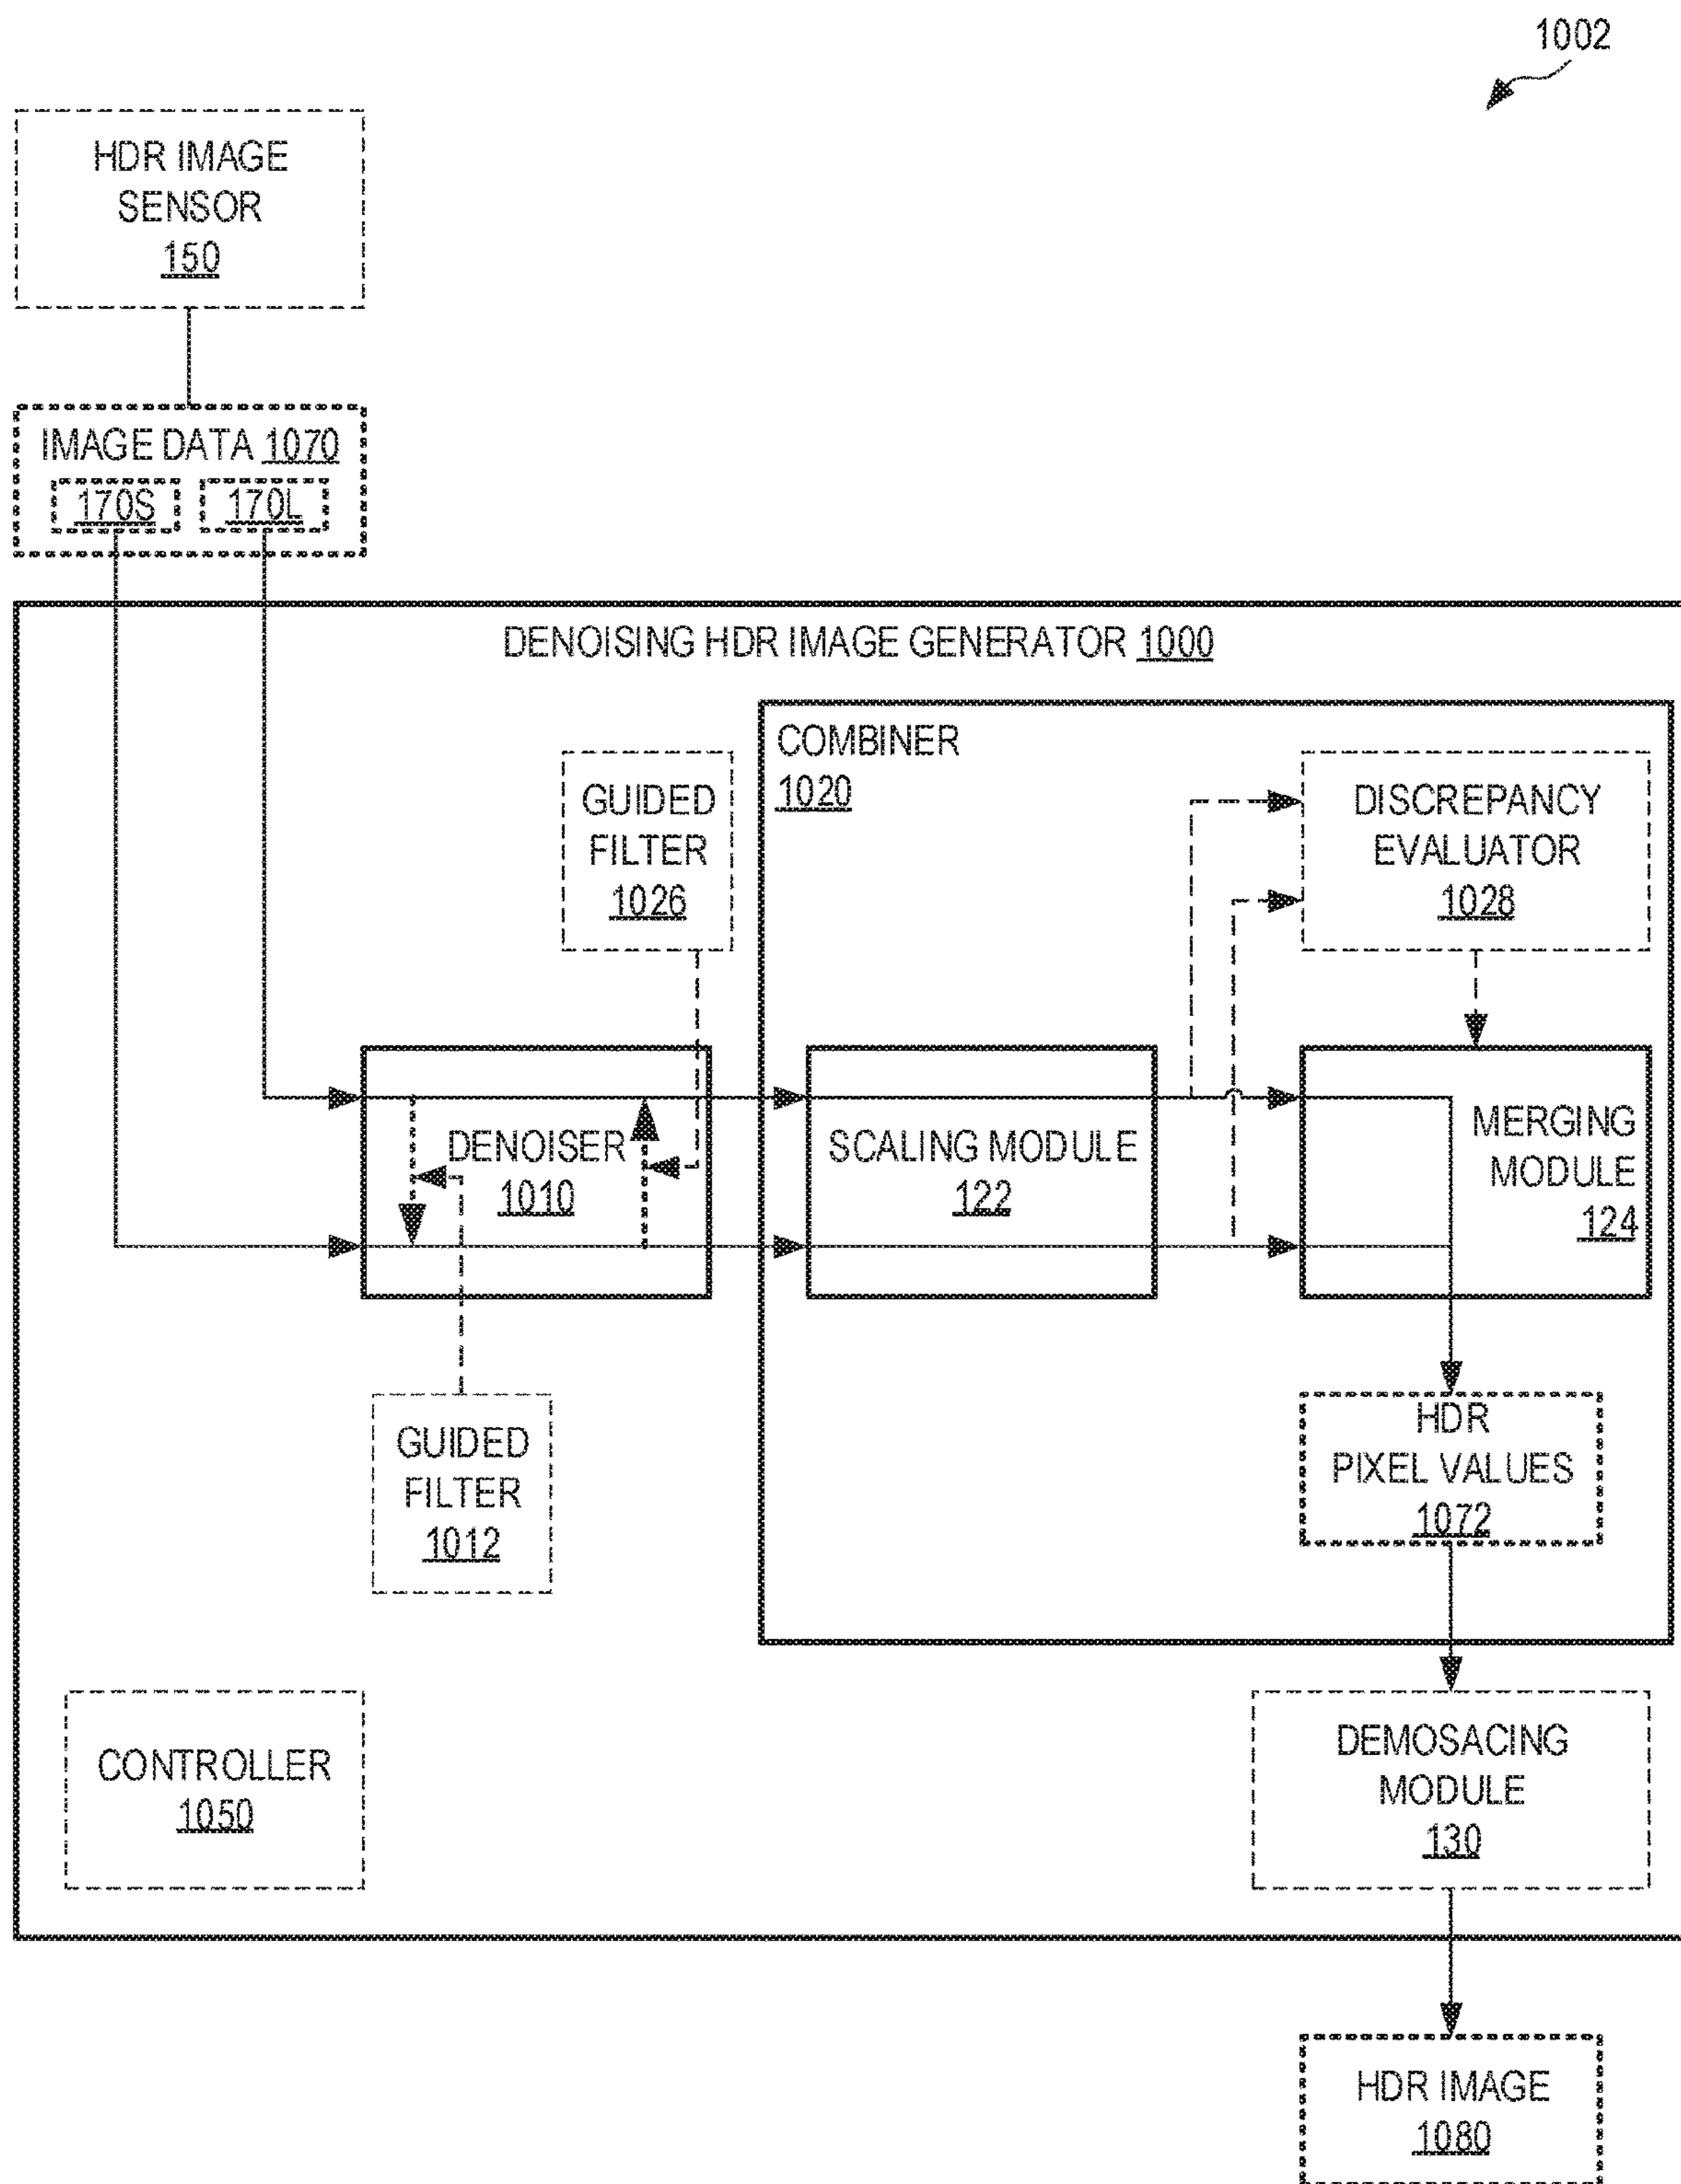 1002
HDR IMAGE
SENSOR
150
IMAGE DATA 1070
170S 170L
DENOISING HDR IMAGE GENERATOR 1000
COMBINER
1020
GUIDED
FILTER
1026
DISCREPANCY
EVALUATOR
1028
DENOISER
1010
SCALING MODULE
122
MERGING
MODULE
124
GUIDED
FILTER
1012
HDR
PIXEL VALUES
1072
CONTROLLER
1050
DEMOSACING
MODULE
130
HDR IMAGE
1080